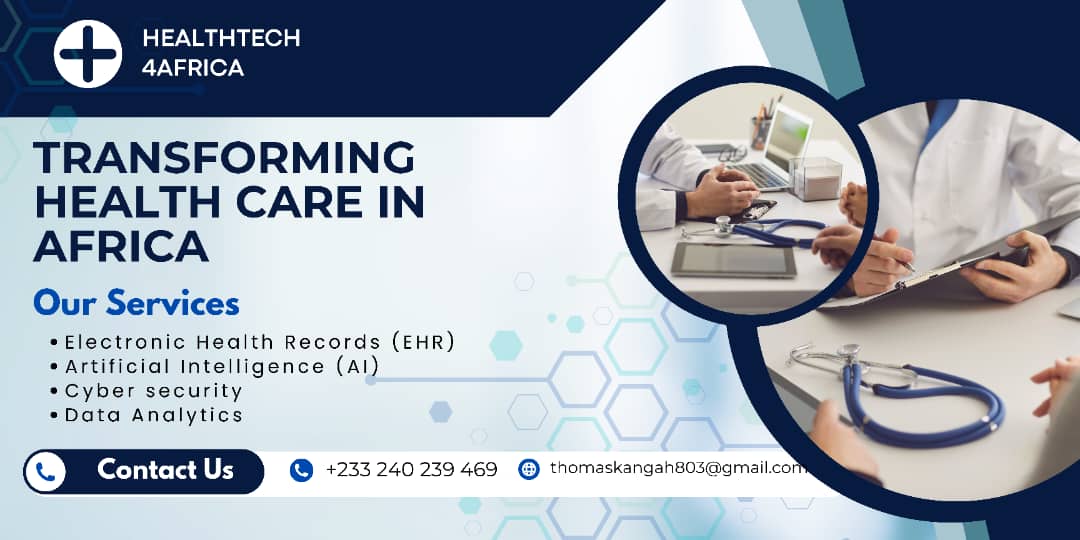 HEALTHTECH
4AFRICA
TRANSFORMING
HEALTH CARE IN
AFRICA
Our Services
• Electronic Health Records (EHR)
• Artificial Intelligence (AI)
• Cyber security
• Data Analytics
Contact Us +233 240 239 469 thomaskangah803@gmail.com